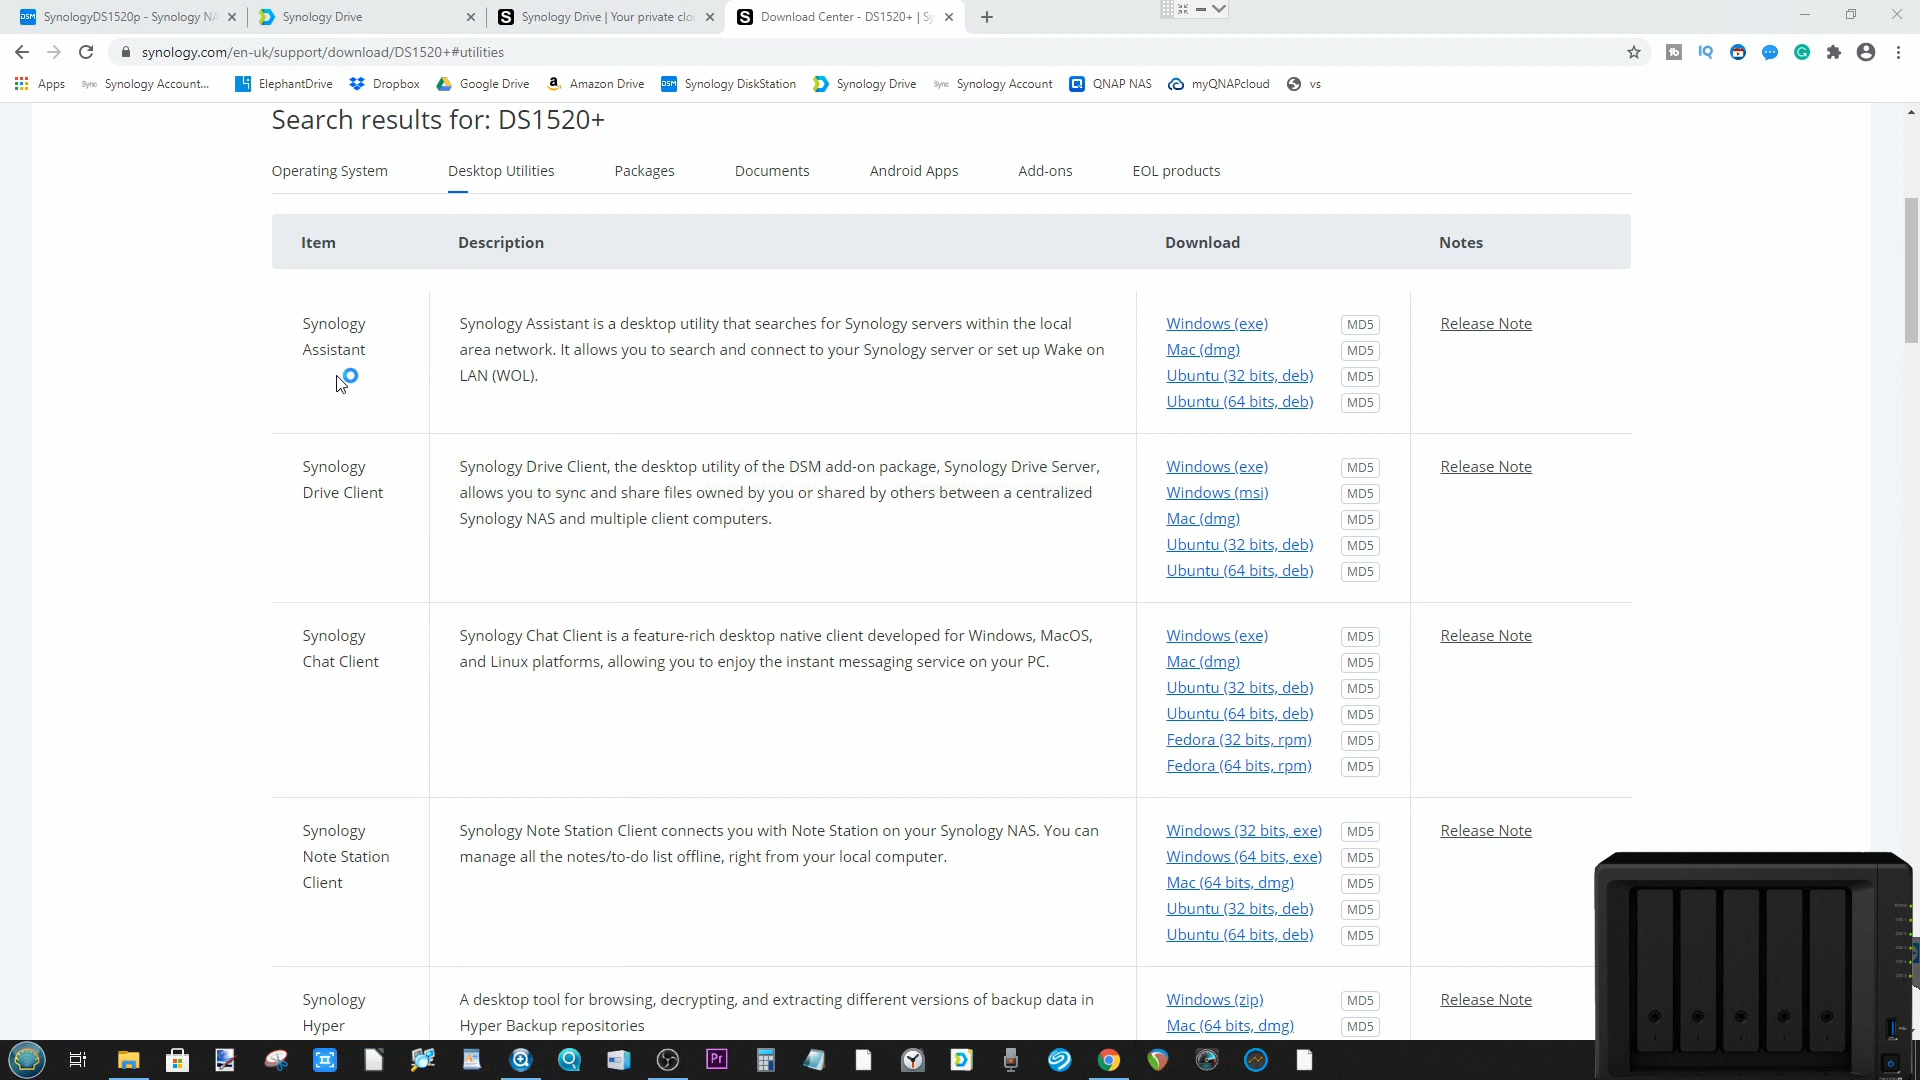 SynologyDS1520p - Synology NA
Synology Drive
Synology Drive | Your private clo
Download Center - DS1520+ | Sy
synology.com/en-uk/support/download/DS1520+#utilities
Apps
Synology Account...
ElephantDrive
Dropbox
Google Drive
Amazon Drive
Synology DiskStation
Synology Drive
Synology Account
QNAP NAS
myQNAPcloud
vs
Search results for: DS1520+
Operating System
Desktop Utilities
Packages
Documents
Android Apps
Add-ons
EOL products
Item
Description
Download
Notes
Synology
Assistant
Synology Assistant is a desktop utility that searches for Synology servers within the local
area network. It allows you to search and connect to your Synology server or set up Wake on
LAN (WOL).
Windows (exe) MD5
Mac (dmg) MD5
Ubuntu (32 bits, deb) MD5
Ubuntu (64 bits, deb) MD5
Release Note
Synology
Drive Client
Synology Drive Client, the desktop utility of the DSM add-on package, Synology Drive Server,
allows you to sync and share files owned by you or shared by others between a centralized
Synology NAS and multiple client computers.
Windows (exe) MD5
Windows (msi) MD5
Mac (dmg) MD5
Ubuntu (32 bits, deb) MD5
Ubuntu (64 bits, deb) MD5
Release Note
Synology
Chat Client
Synology Chat Client is a feature-rich desktop native client developed for Windows, MacOS,
and Linux platforms, allowing you to enjoy the instant messaging service on your PC.
Windows (exe) MD5
Mac (dmg) MD5
Ubuntu (32 bits, deb) MD5
Ubuntu (64 bits, deb) MD5
Fedora (32 bits, rpm) MD5
Fedora (64 bits, rpm) MD5
Release Note
Synology
Note Station
Client
Synology Note Station Client connects you with Note Station on your Synology NAS. You can
manage all the notes/to-do list offline, right from your local computer.
Windows (32 bits, exe) MD5
Windows (64 bits, exe) MD5
Mac (64 bits, dmg) MD5
Ubuntu (32 bits, deb) MD5
Ubuntu (64 bits, deb) MD5
Release Note
Synology
Hyper
A desktop tool for browsing, decrypting, and extracting different versions of backup data in
Hyper Backup repositories
Windows (zip) MD5
Mac (64 bits, dmg) MD5
Release Note